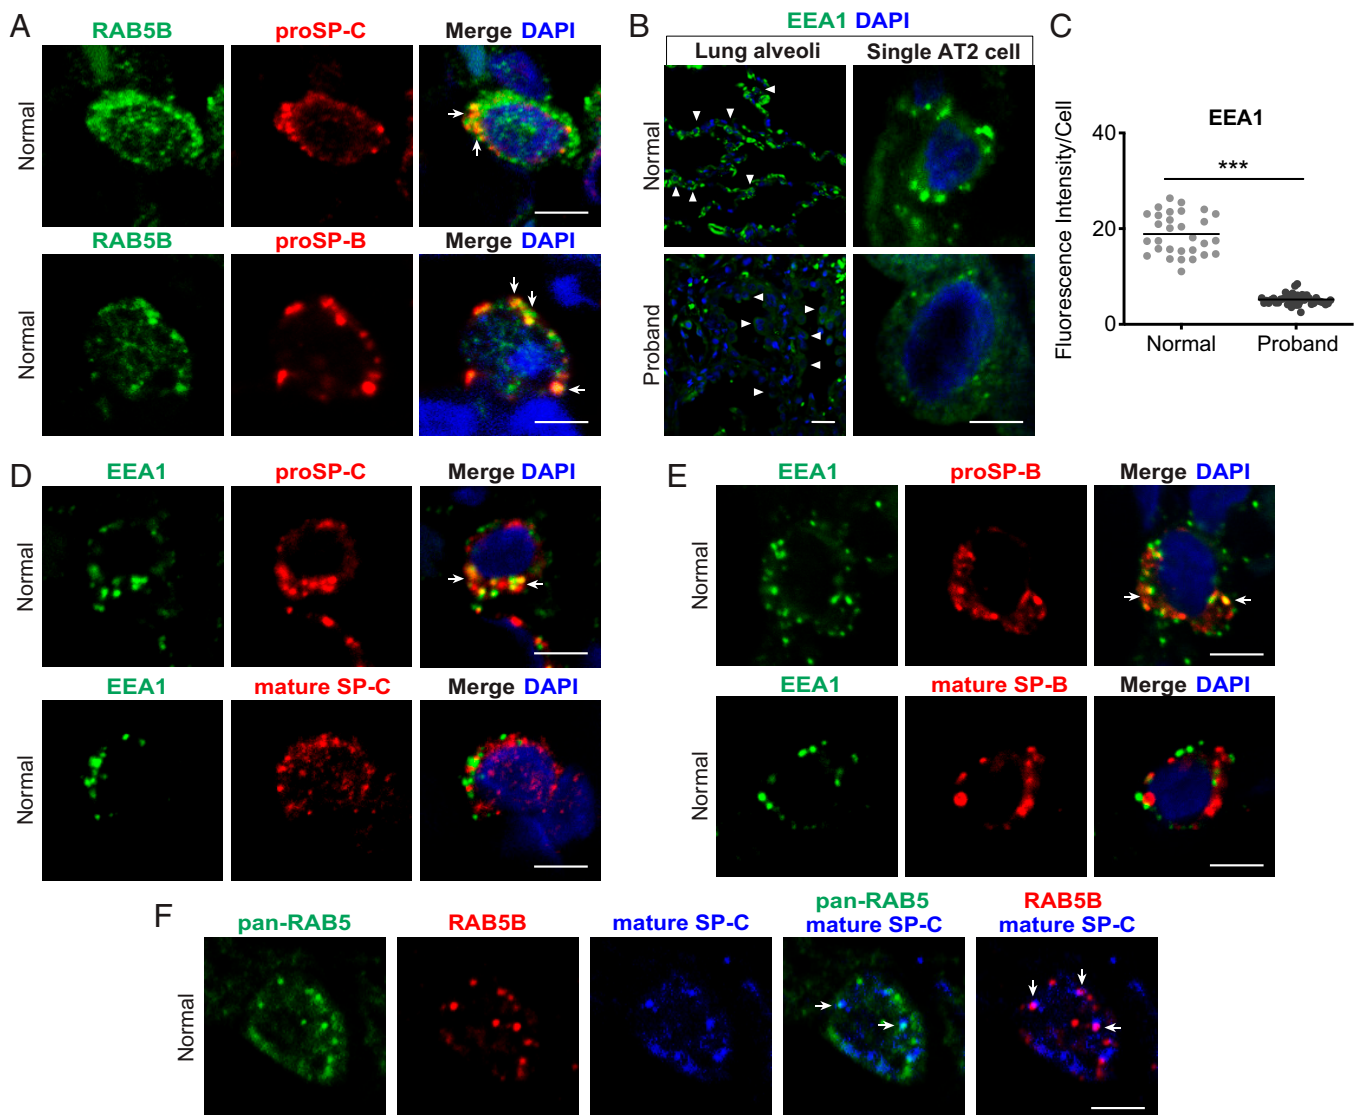 A
RAB5B proSP-C Merge DAPI
Normal
RAB5B proSP-B Merge DAPI
Normal
B
EEA1 DAPI
Lung alveoli Single AT2 cell
Normal
Proband
C
EEA1
***
Fluorescence Intensity/Cell
40
20
0
Normal Proband
D
EEA1 proSP-C Merge DAPI
Normal
EEA1 mature SP-C Merge DAPI
Normal
E
EEA1 proSP-B Merge DAPI
Normal
EEA1 mature SP-B Merge DAPI
Normal
F
pan-RAB5 RAB5B mature SP-C pan-RAB5 mature SP-C RAB5B mature SP-C
Normal